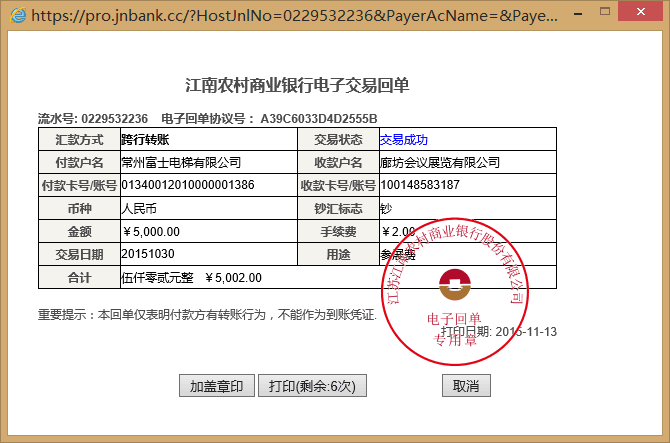 https://pro.jnbank.cc/?HostJnlNo=0229532236&PayerAcName=&Paye...
江南农村商业银行电子交易回单
流水号: 0229532236 电子回单协议号： A39C6033D4D2555B
汇款方式 跨行转账 交易状态 交易成功
付款户名 常州富士电梯有限公司 收款户名 廊坊会议展览有限公司
付款卡号/账号 01340012010000001386 收款卡号/账号 100148583187
币种 人民币 钞汇标志 钞
金额 ￥5,000.00 手续费 ￥2.00
交易日期 20151030 用途 参展费
合计 伍仟零贰元整 ￥5,002.00
江苏江南农村商业银行股份有限公司
电子回单
专用章
重要提示：本回单仅表明付款方有转账行为，不能作为到账凭证.
打印日期: 2015-11-13
加盖章印 打印(剩余:6次) 取消